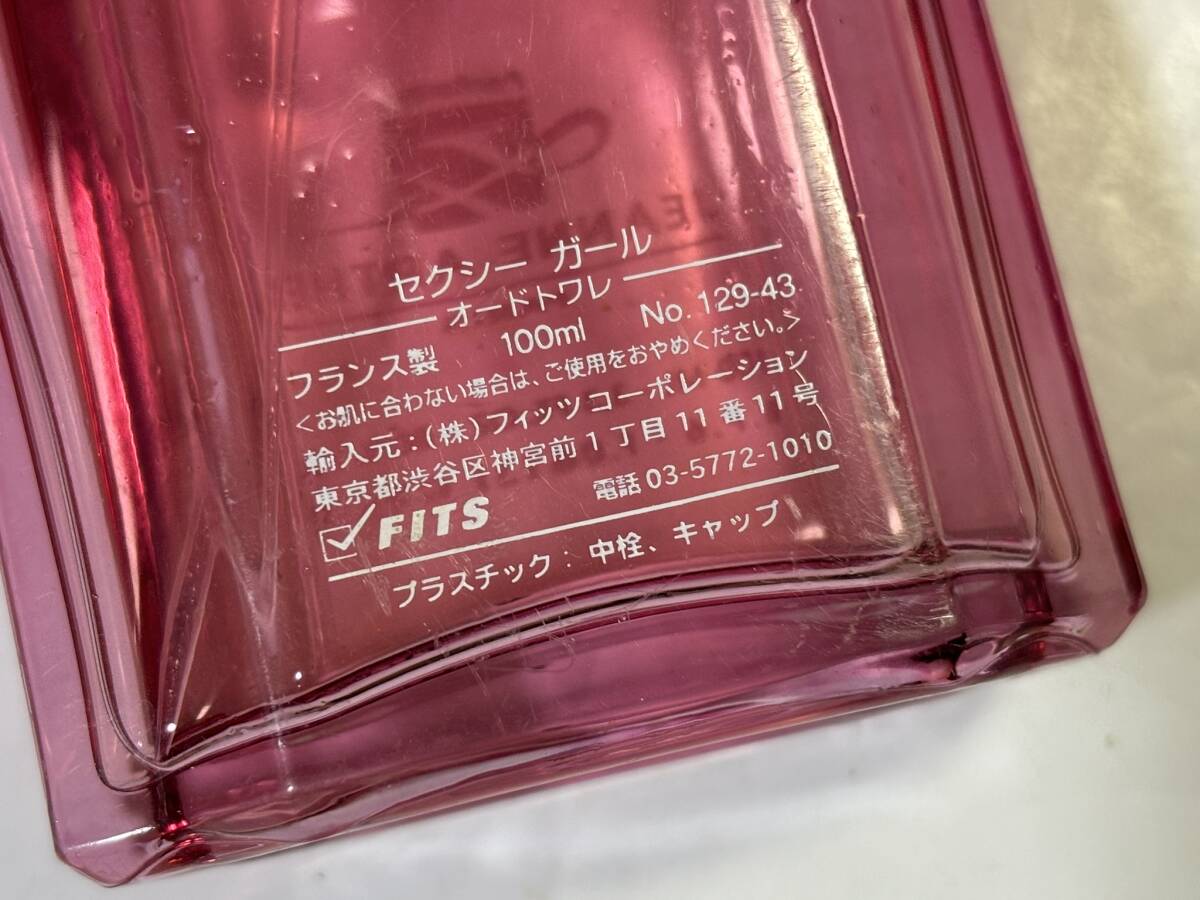 セクシー ガール
オードトワレ
フランス製 100ml No. 129-43
<お肌に合わない場合は、ご使用をおやめください。>
輸入元：(株)フィッツコーポレーション
東京都渋谷区神宮前1丁目11番11号
FITS 電話 03-5772-1010
プラスチック：中栓、キャップ